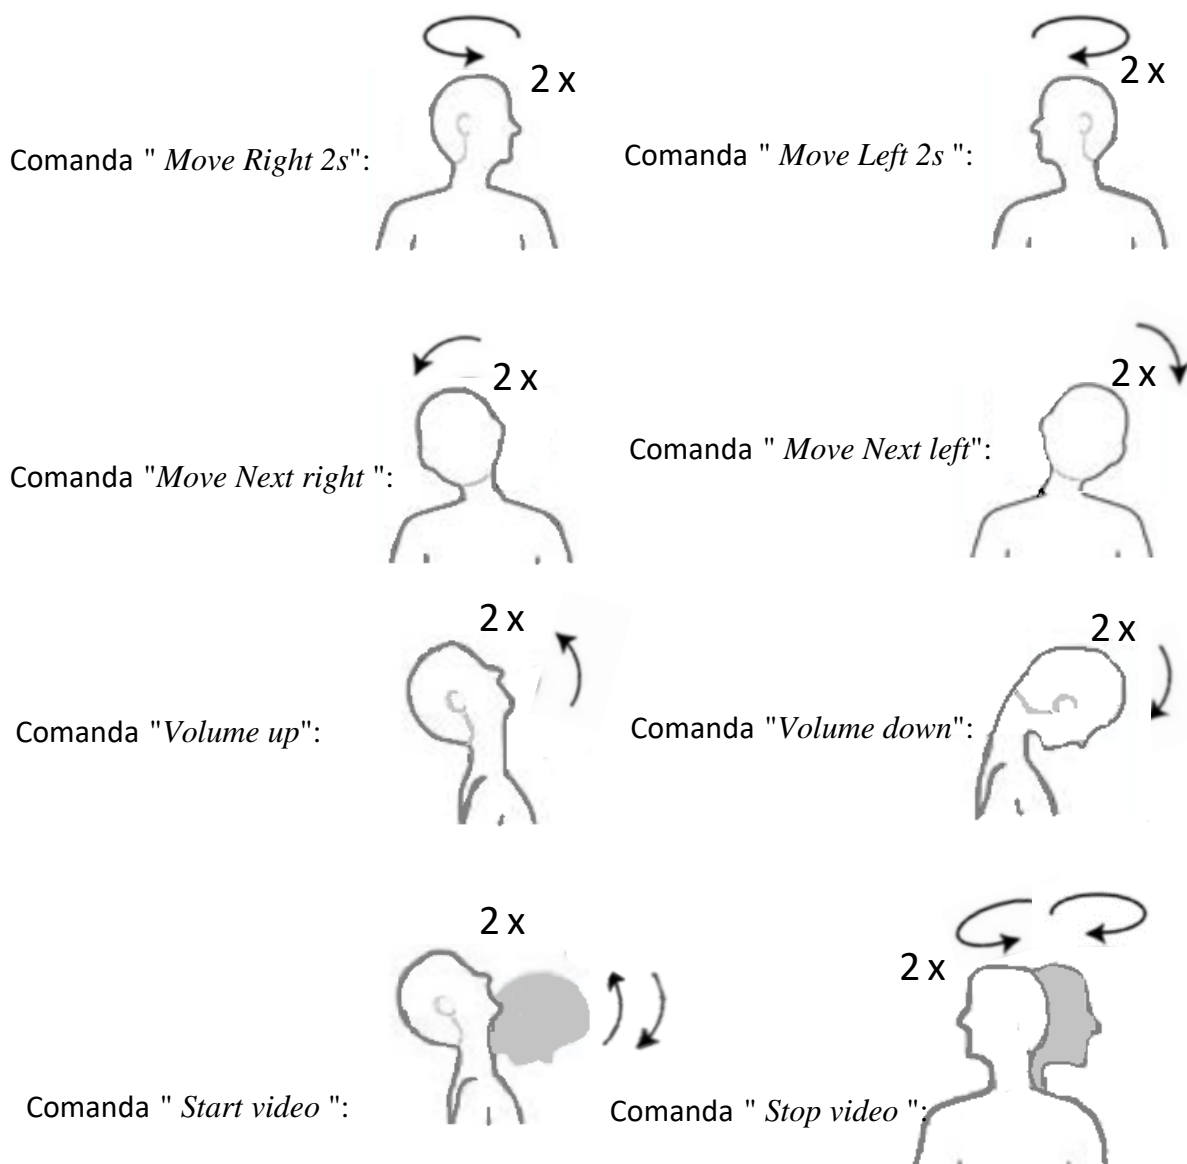 2 x
2 x
Comanda " Move Right 2s":
Comanda " Move Left 2s ":
2 x
2 x
Comanda "Move Next right ":
Comanda " Move Next left":
2 x
2 x
Comanda "Volume up":
Comanda "Volume down":
2 x
2 x
Comanda " Start video ":
Comanda " Stop video ":